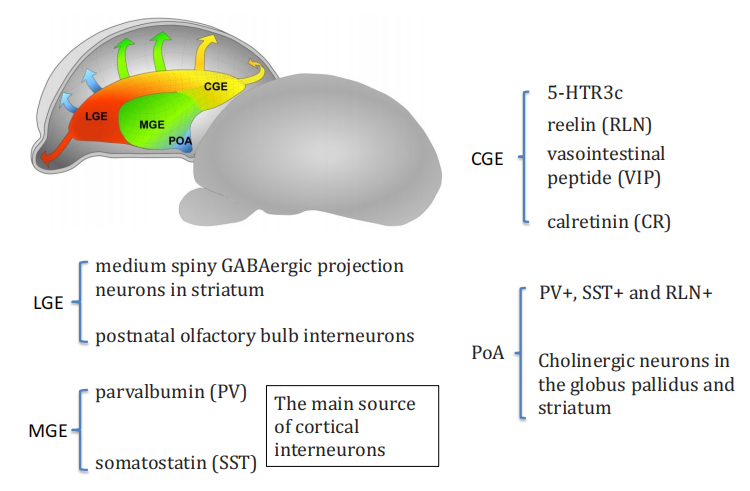 CGE
LGE
MGE
POA
CGE
5-HTR3c
reelin (RLN)
vasointestinal
peptide (VIP)
calretinin (CR)
LGE
medium spiny GABAergic projection
neurons in striatum
postnatal olfactory bulb interneurons
PoA
PV+, SST+ and RLN+
Cholinergic neurons in
the globus pallidus and
striatum
MGE
parvalbumin (PV)
somatostatin (SST)
The main source
of cortical
interneurons